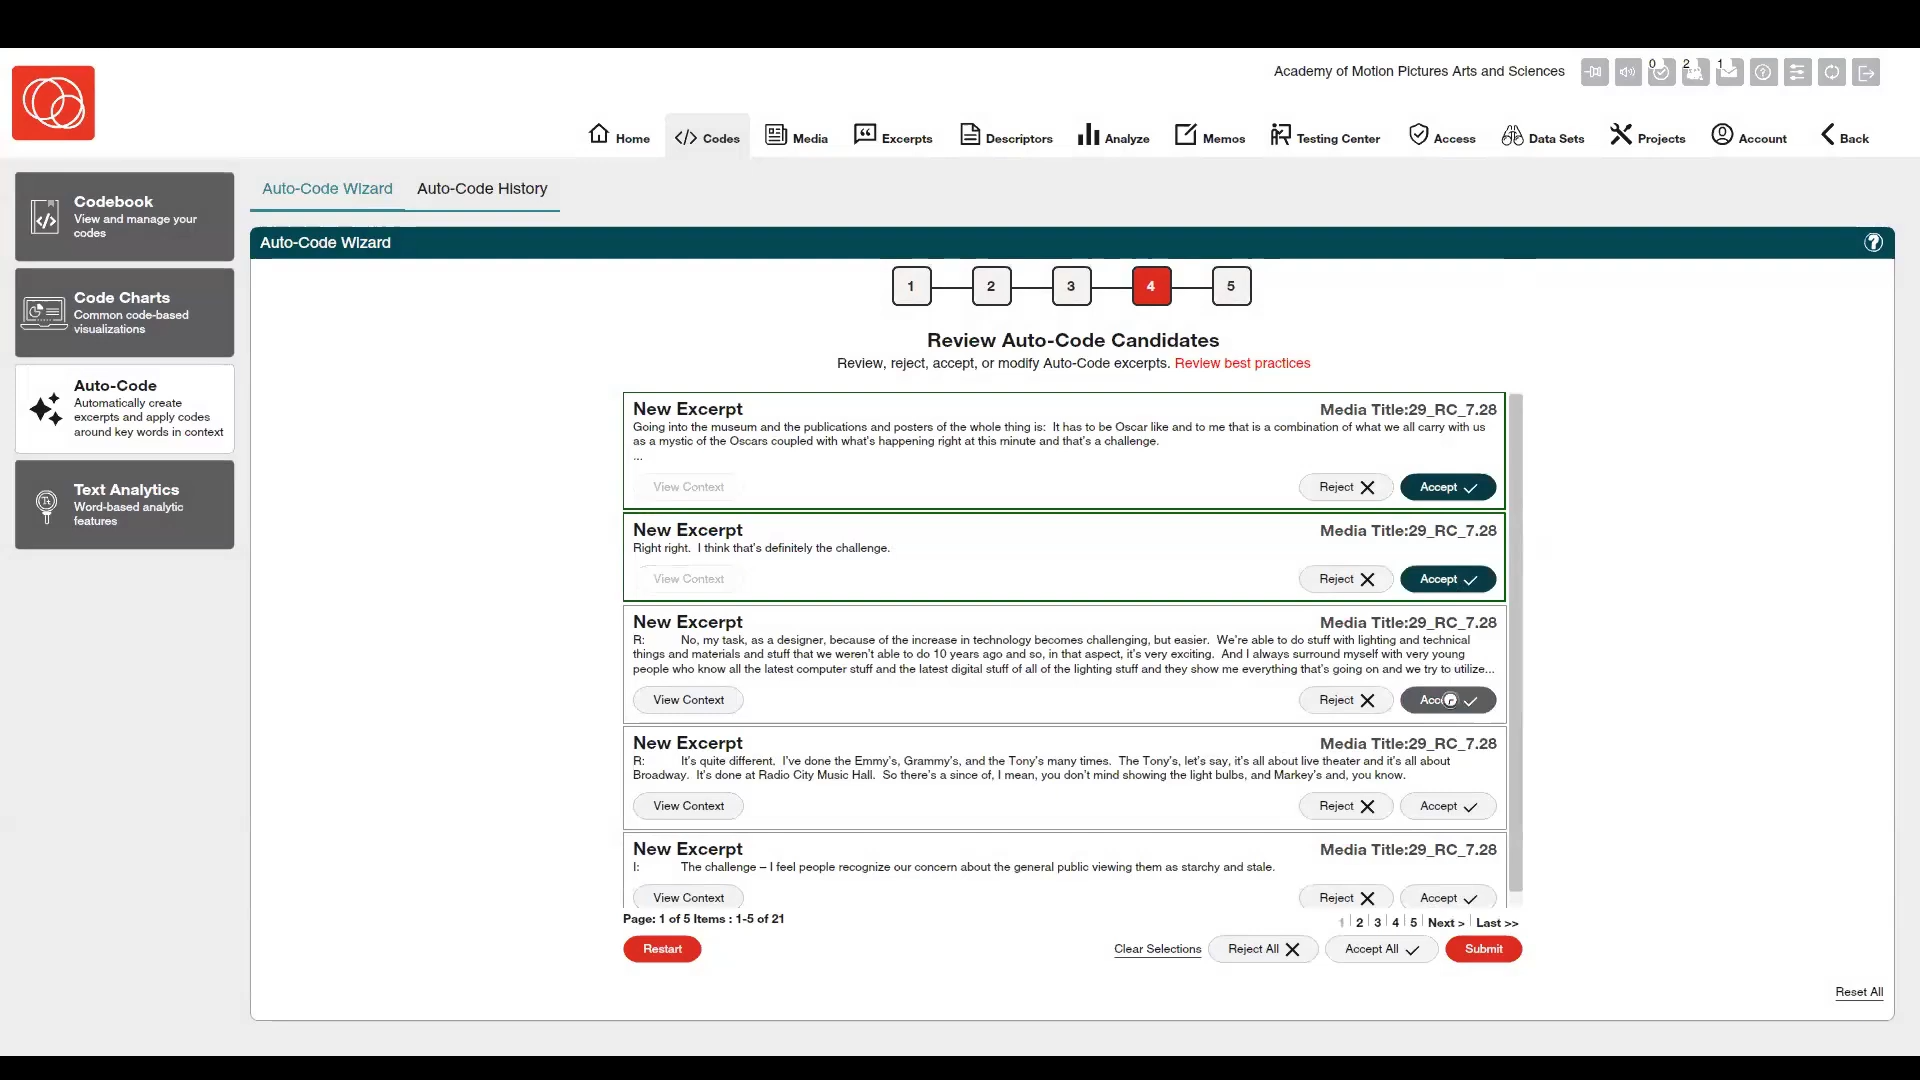 Academy of Motion Pictures Arts and Sciences
0
2
1
Home
Codes
Media
Excerpts
Descriptors
Analyze
Memos
Testing Center
Access
Data Sets
Projects
Account
Back
Codebook
View and manage your
codes
Code Charts
Common code-based
visualizations
Auto-Code
Automatically create
excerpts and apply codes
around key words in context
Text Analytics
Word-based analytic
features
Auto-Code Wizard
Auto-Code History
Auto-Code Wizard
?
1
2
3
4
5
Review Auto-Code Candidates
Review, reject, accept, or modify Auto-Code excerpts. Review best practices
New Excerpt
Media Title:29_RC_7.28
Going into the museum and the publications and posters of the whole thing is: It has to be Oscar like and to me that is a combination of what we all carry with us
as a mystic of the Oscars coupled with what's happening right at this minute and that's a challenge.
...
View Context
Reject
Accept
New Excerpt
Media Title:29_RC_7.28
Right right. I think that's definitely the challenge.
View Context
Reject
Accept
New Excerpt
Media Title:29_RC_7.28
R: No, my task, as a designer, because of the increase in technology becomes challenging, but easier. We're able to do stuff with lighting and technical
things and materials and stuff that we weren't able to do 10 years ago and so, in that aspect, it's very exciting. And I always surround myself with very young
people who know all the latest computer stuff and the latest digital stuff of all of the lighting stuff and they show me everything that's going on and we try to utilize...
View Context
Reject
New Excerpt
Media Title:29_RC_7.28
R: It's quite different. I've done the Emmy's, Grammy's, and the Tony's many times. The Tony's, let's say, it's all about live theater and it's all about
Broadway. It's done at Radio City Music Hall. So there's a since of, I mean, you don't mind showing the light bulbs, and Markey's and, you know.
View Context
Reject
Accept
New Excerpt
Media Title:29_RC_7.28
I: The challenge – I feel people recognize our concern about the general public viewing them as starchy and stale.
View Context
Reject
Accept
Page: 1 of 5 Items : 1-5 of 21
1 2 3 4 5 Next > Last >>
Restart
Clear Selections
Reject All
Accept All
Submit
Reset All